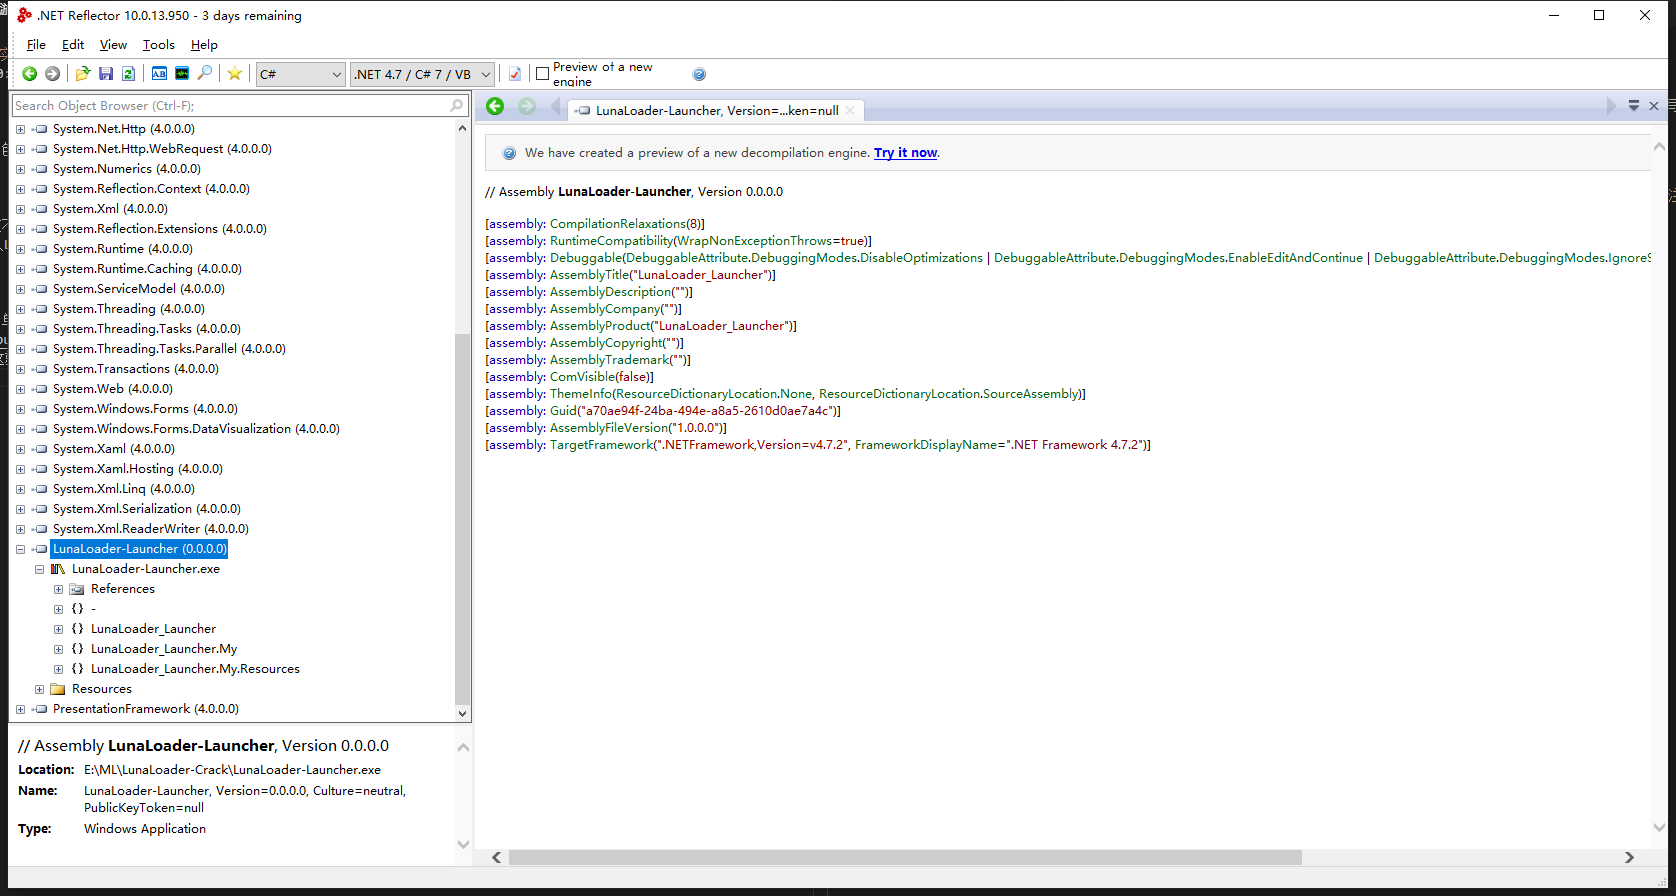 .NET Reflector 10.0.13.950 - 3 days remaining
File Edit View Tools Help
C# .NET 4.7 / C# 7 / VB Preview of a new engine
Search Object Browser (Ctrl-F);
System.Net.Http (4.0.0.0)
System.Net.Http.WebRequest (4.0.0.0)
System.Numerics (4.0.0.0)
System.Reflection.Context (4.0.0.0)
System.Xml (4.0.0.0)
System.Reflection.Extensions (4.0.0.0)
System.Runtime (4.0.0.0)
System.Runtime.Caching (4.0.0.0)
System.ServiceModel (4.0.0.0)
System.Threading (4.0.0.0)
System.Threading.Tasks (4.0.0.0)
System.Threading.Tasks.Parallel (4.0.0.0)
System.Transactions (4.0.0.0)
System.Web (4.0.0.0)
System.Windows.Forms (4.0.0.0)
System.Windows.Forms.DataVisualization (4.0.0.0)
System.Xaml (4.0.0.0)
System.Xaml.Hosting (4.0.0.0)
System.Xml.Linq (4.0.0.0)
System.Xml.Serialization (4.0.0.0)
System.Xml.ReaderWriter (4.0.0.0)
LunaLoader-Launcher (0.0.0.0)
LunaLoader-Launcher.exe
References
{} -
{} LunaLoader_Launcher
{} LunaLoader_Launcher.My
{} LunaLoader_Launcher.My.Resources
Resources
PresentationFramework (4.0.0.0)
// Assembly LunaLoader-Launcher, Version 0.0.0.0
Location: E:\ML\LunaLoader-Crack\LunaLoader-Launcher.exe
Name: LunaLoader-Launcher, Version=0.0.0.0, Culture=neutral,
PublicKeyToken=null
Type: Windows Application
LunaLoader-Launcher, Version=...ken=null
We have created a preview of a new decompilation engine. Try it now.
// Assembly LunaLoader-Launcher, Version 0.0.0.0
[assembly: CompilationRelaxations(8)]
[assembly: RuntimeCompatibility(WrapNonExceptionThrows=true)]
[assembly: Debuggable(DebuggableAttribute.DebuggingModes.DisableOptimizations | DebuggableAttribute.DebuggingModes.EnableEditAndContinue | DebuggableAttribute.DebuggingModes.IgnoreS
[assembly: AssemblyTitle("LunaLoader_Launcher")]
[assembly: AssemblyDescription("")]
[assembly: AssemblyCompany("")]
[assembly: AssemblyProduct("LunaLoader_Launcher")]
[assembly: AssemblyCopyright("")]
[assembly: AssemblyTrademark("")]
[assembly: ComVisible(false)]
[assembly: ThemeInfo(ResourceDictionaryLocation.None, ResourceDictionaryLocation.SourceAssembly)]
[assembly: Guid("a70ae94f-24ba-494e-a8a5-2610d0ae7a4c")]
[assembly: AssemblyFileVersion("1.0.0.0")]
[assembly: TargetFramework(".NETFramework,Version=v4.7.2", FrameworkDisplayName=".NET Framework 4.7.2")]